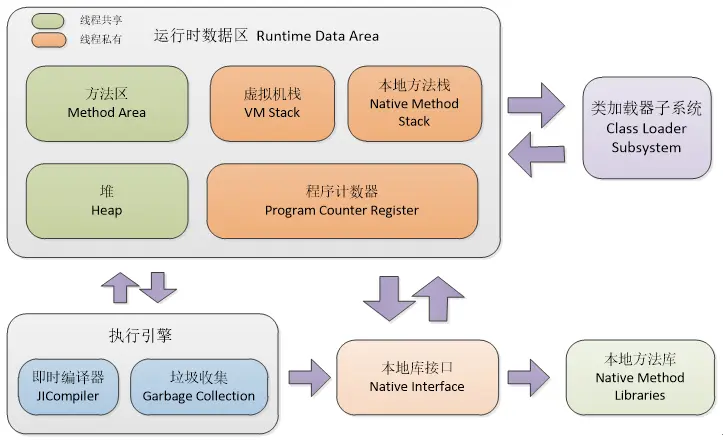 线程共享
线程私有
运行时数据区 Runtime Data Area
方法区
Method Area
虚拟机栈
VM Stack
本地方法栈
Native Method
Stack
堆
Heap
程序计数器
Program Counter Register
类加载器子系统
Class Loader
Subsystem
执行引擎
即时编译器
JICompiler
垃圾收集
Garbage Collection
本地库接口
Native Interface
本地方法库
Native Method
Libraries